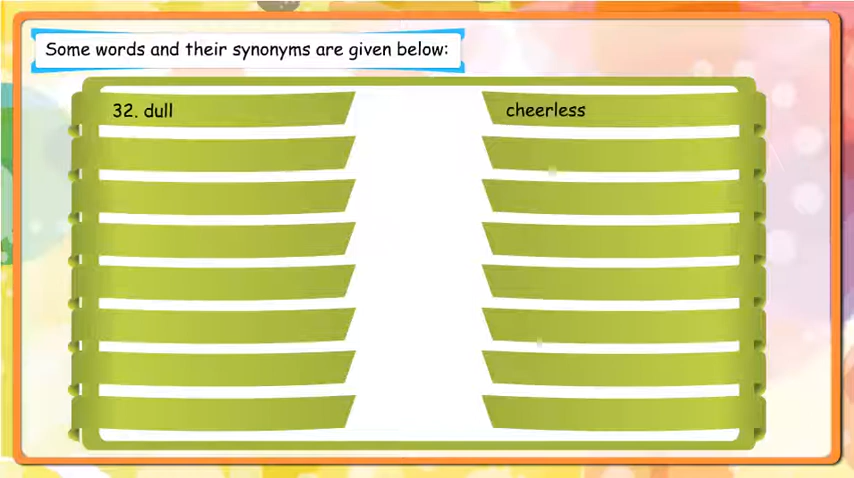 Some words and their synonyms are given below:
32. dull cheerless